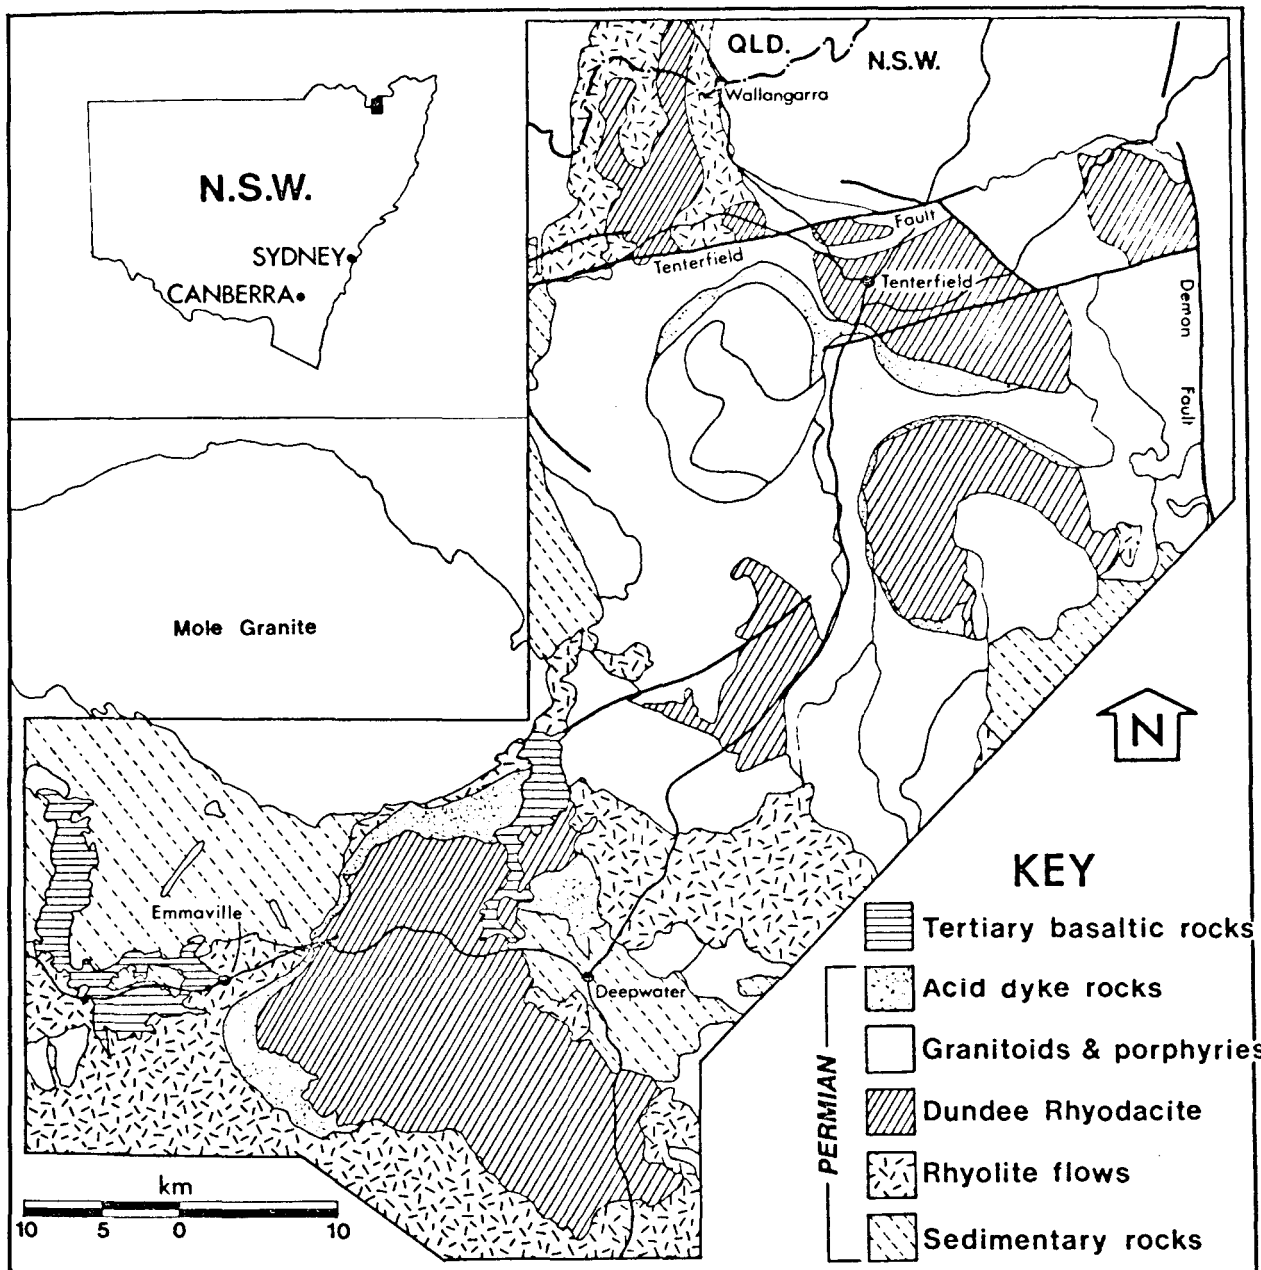 QLD.
N.S.W.
Wallangarra
N.S.W.
SYDNEY
CANBERRA
Fault
Tenterfield
Tenterfield
Demon
Fault
Mole Granite
N
Emmaville
Deepwater
KEY
Tertiary basaltic rocks
PERMIAN
Acid dyke rocks
Granitoids & porphyries
Dundee Rhyodacite
Rhyolite flows
Sedimentary rocks
km
10 5 0 10